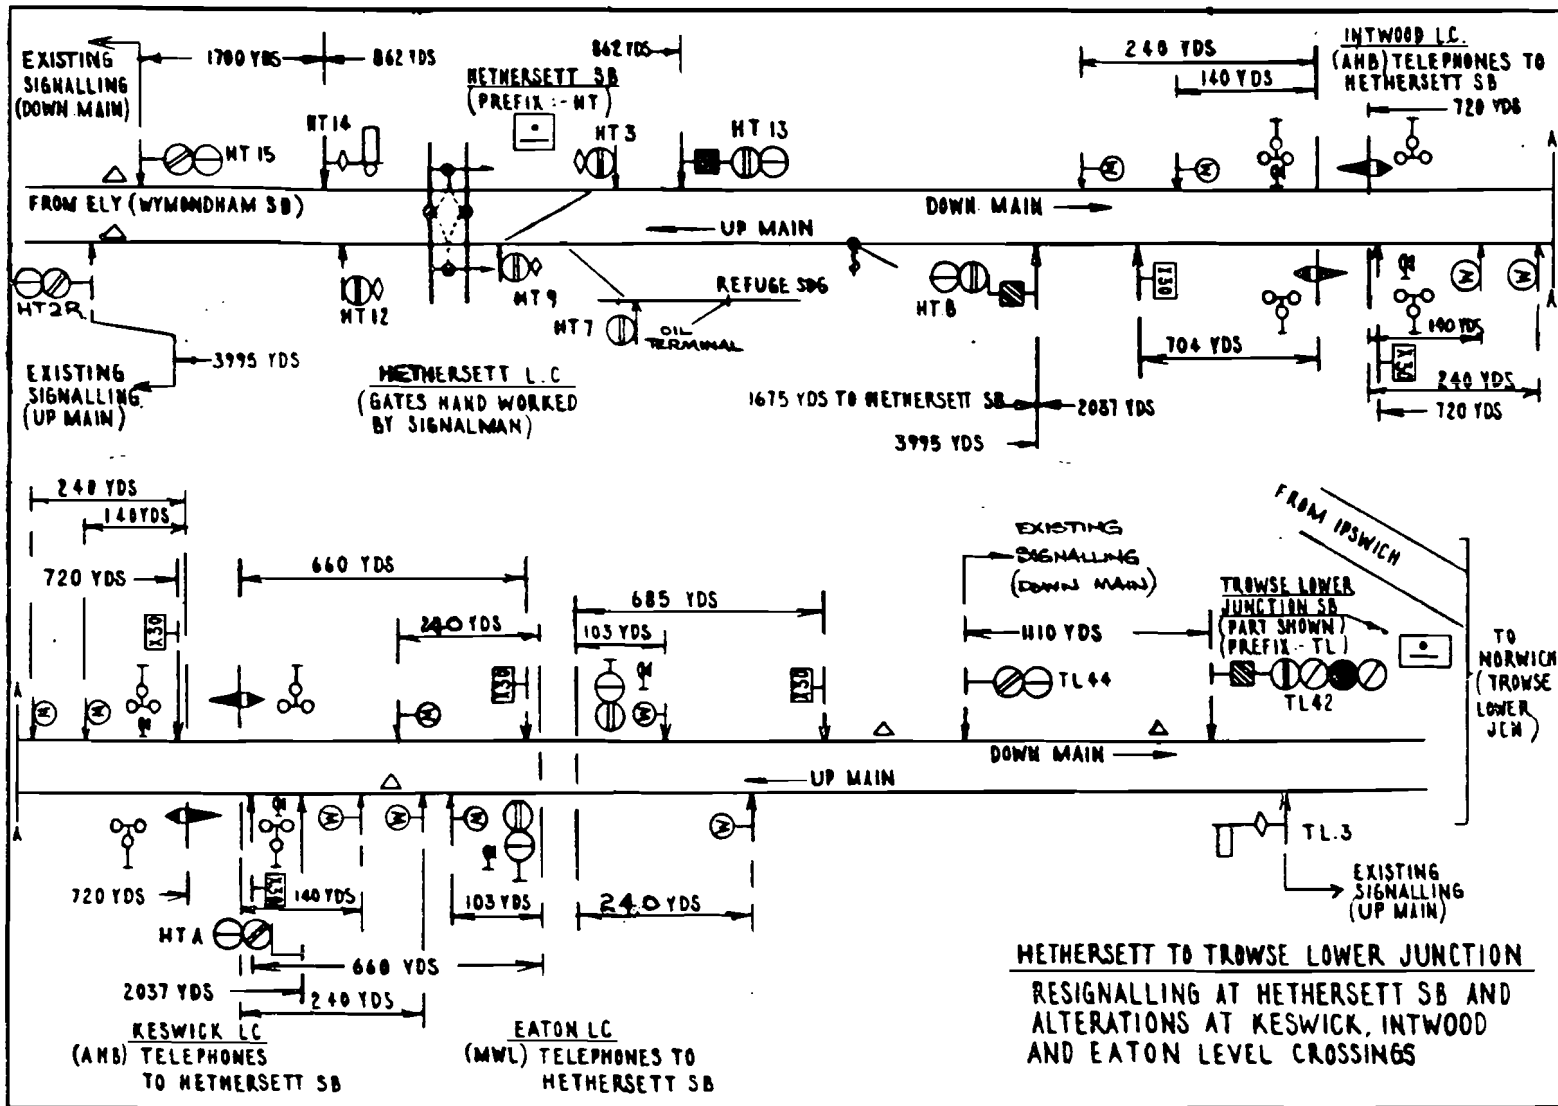 EXISTING
SIGNALLING
(DOWN MAIN)
1700 YDS
862 YDS
HETHERSETT SB
(PREFIX :- HT)
862 YDS
240 YDS
140 YDS
INTWOOD LC.
(AHB) TELEPHONES TO
HETHERSETT SB
720 YDS
HT 15
HT 14
HT 3
HT 13
W
W
A
FROM ELY (WYMONDHAM SB)
DOWN MAIN
UP MAIN
HT2R
HT 12
HT 9
HT 7
REFUGE SDG
OIL
TERMINAL
HT 8
X30
W
W
A
3995 YDS
EXISTING
SIGNALLING
(UP MAIN)
HETHERSETT L.C
(GATES HAND WORKED
BY SIGNALMAN)
704 YDS
140 YDS
X30
240 YDS
720 YDS
1675 YDS TO HETHERSETT SB
2037 YDS
3995 YDS
240 YDS
140 YDS
720 YDS
X30
660 YDS
240 YDS
X30
685 YDS
103 YDS
X30
EXISTING
SIGNALLING
(DOWN MAIN)
1110 YDS
FROM IPSWICH
TROWSE LOWER
JUNCTION SB
(PART SHOWN)
(PREFIX:- TL)
TO
NORWICH
(TROWSE
LOWER
JCN)
A
W
W
W
W
TL44
TL42
DOWN MAIN
UP MAIN
A
W
W
W
W
TL.3
720 YDS
X30
140 YDS
103 YDS
240 YDS
HTA
660 YDS
2037 YDS
240 YDS
EXISTING
SIGNALLING
(UP MAIN)
KESWICK LC
(AHB) TELEPHONES
TO HETHERSETT SB
EATON LC
(MWL) TELEPHONES TO
HETHERSETT SB
HETHERSETT TO TROWSE LOWER JUNCTION
RESIGNALLING AT HETHERSETT SB AND
ALTERATIONS AT KESWICK, INTWOOD
AND EATON LEVEL CROSSINGS